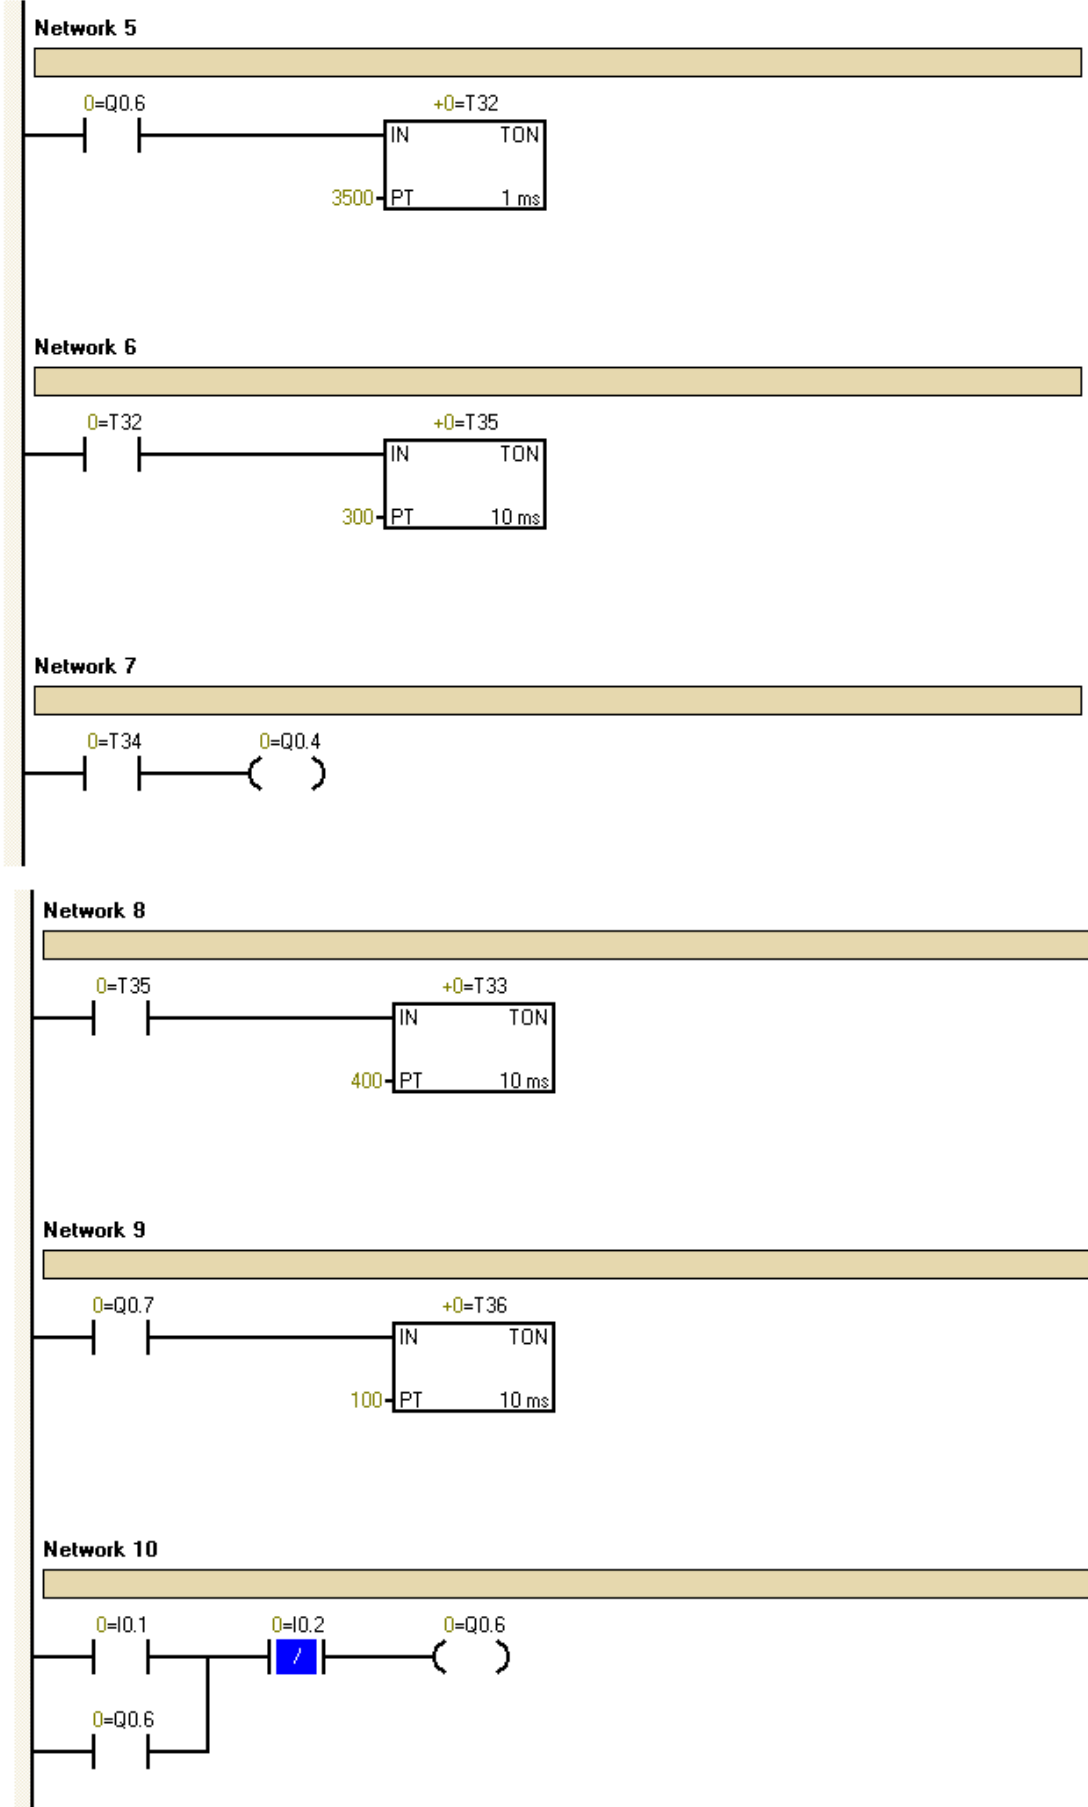 Network 5
0=Q0.6 +0=T32
IN TON
3500 PT 1 ms
Network 6
0=T32 +0=T35
IN TON
300 PT 10 ms
Network 7
0=T34 0=Q0.4
Network 8
0=T35 +0=T33
IN TON
400 PT 10 ms
Network 9
0=Q0.7 +0=T36
IN TON
100 PT 10 ms
Network 10
0=I0.1 0=I0.2 0=Q0.6
/
0=Q0.6